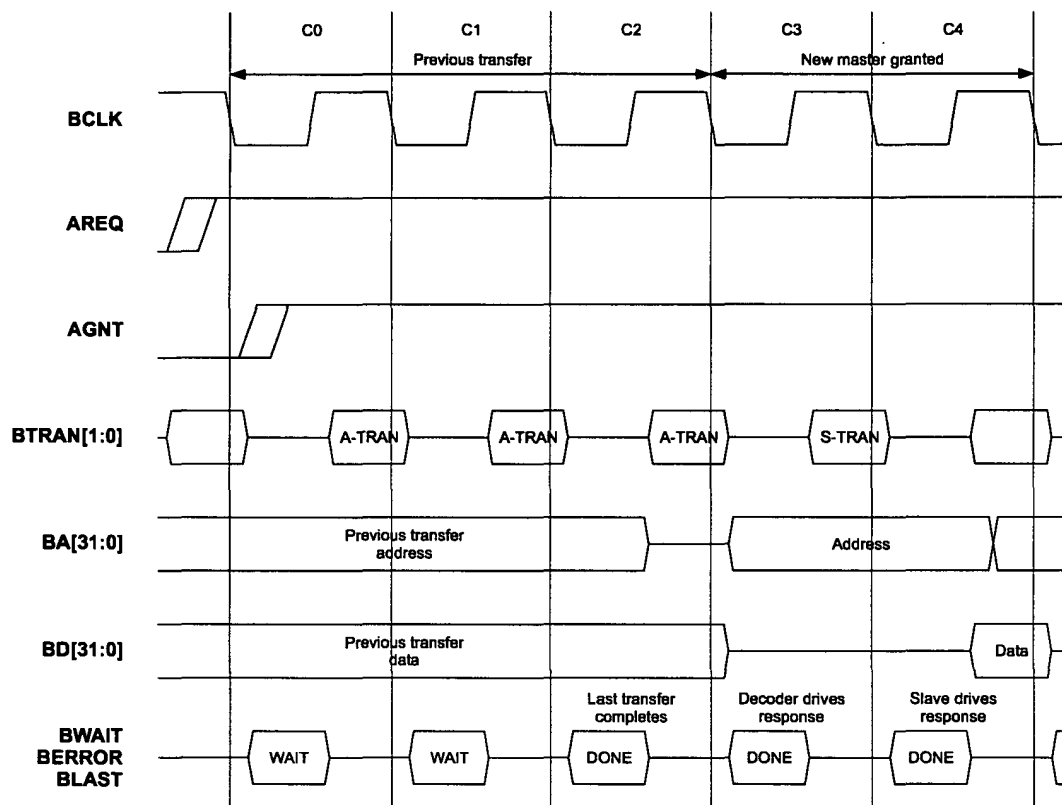 C0 C1 C2 C3 C4
Previous transfer New master granted
BCLK
AREQ
AGNT
BTRAN[1:0] A-TRAN A-TRAN A-TRAN S-TRAN
BA[31:0] Previous transfer
address Address
BD[31:0] Previous transfer
data Data
Last transfer
completes Decoder drives
response Slave drives
response
BWAIT
BERROR
BLAST WAIT WAIT DONE DONE DONE